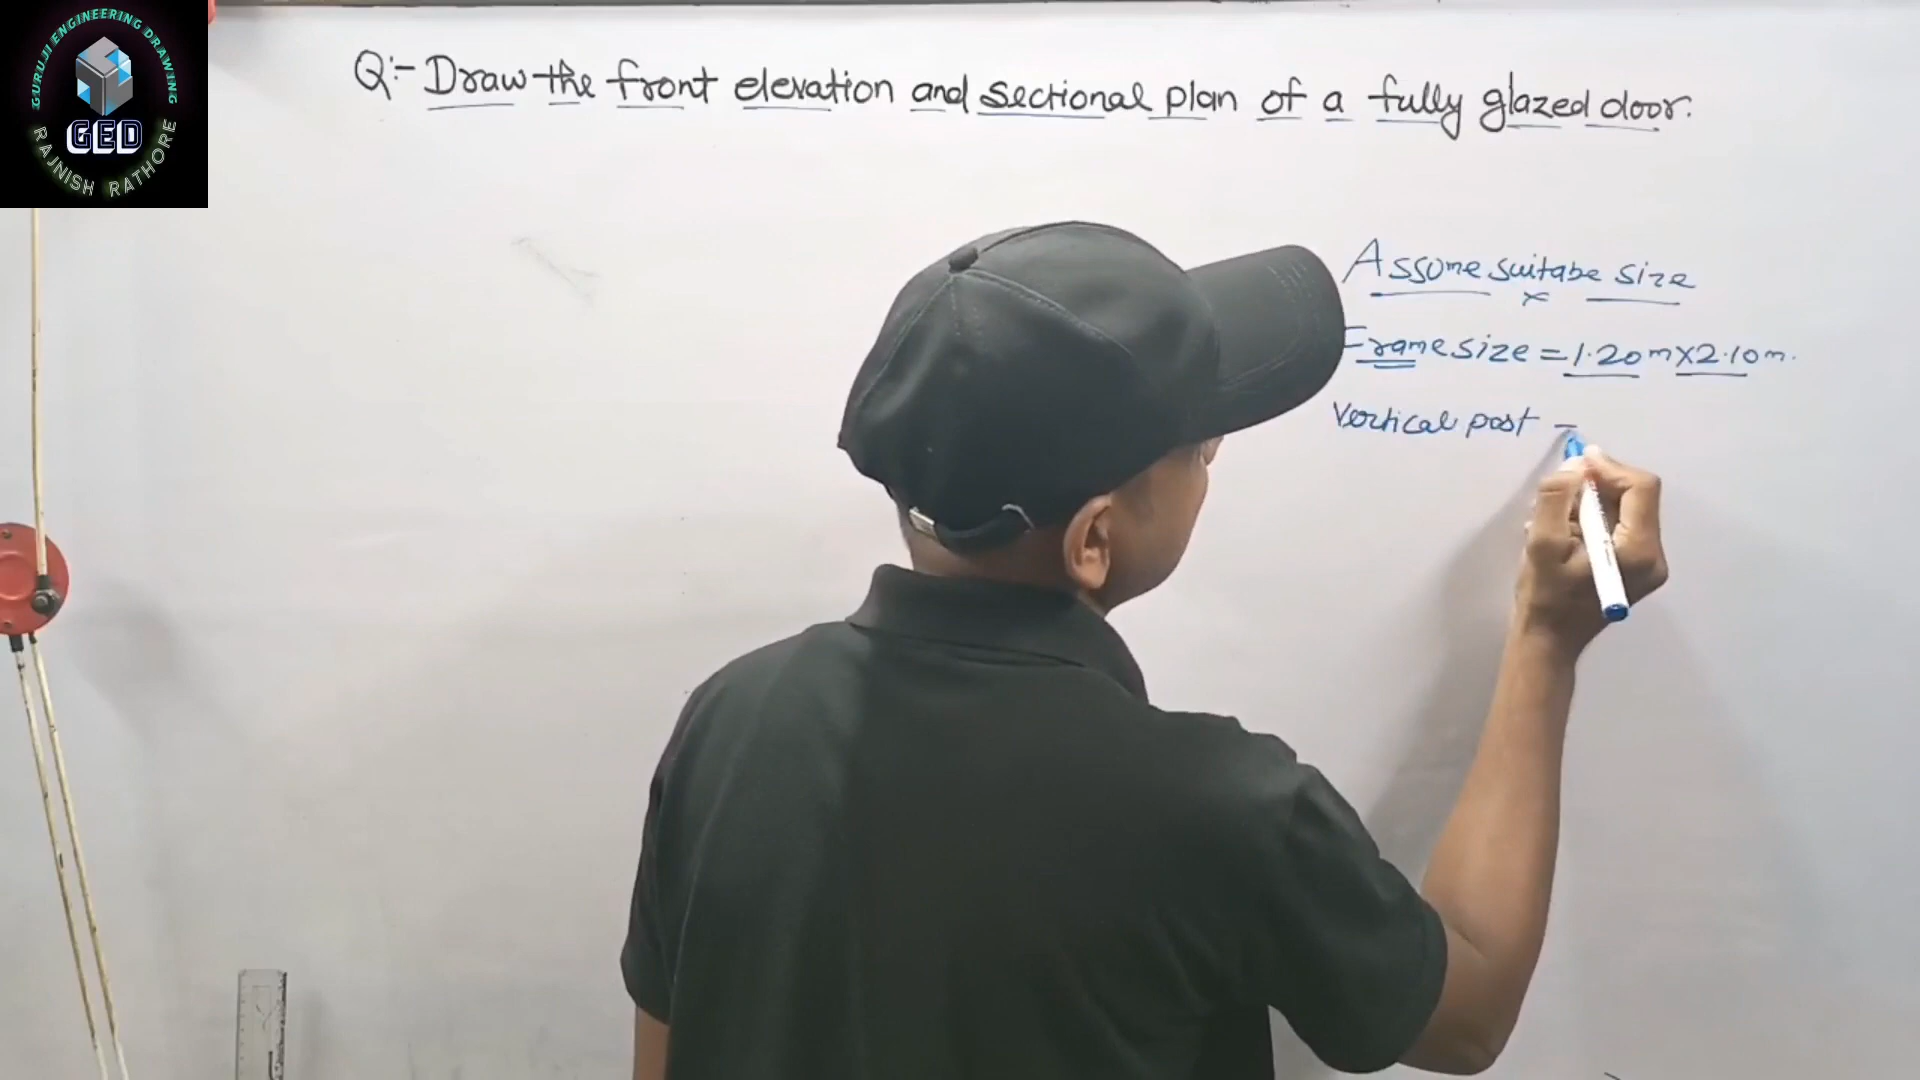 GURUJI ENGINEERING DRAWING
GED
RAJNISH RATHORE
Q:- Draw the front elevation and sectional plan of a fully glazed door.
Assume suitabe size
Frame size = 1.20m X 2.10m.
Vertical post =